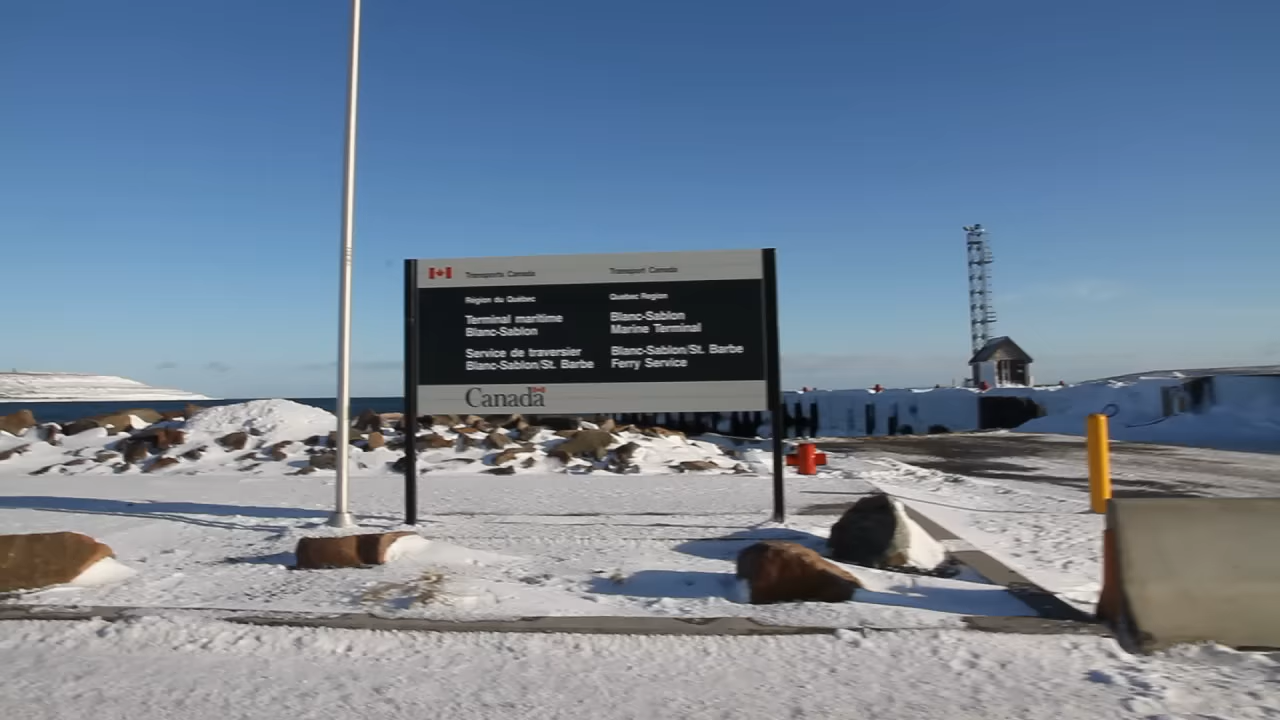 Transports Canada
Transport Canada
Région du Québec
Terminal maritime
Blanc-Sablon
Service de traversier
Blanc-Sablon/St. Barbe
Quebec Region
Blanc-Sablon
Marine Terminal
Blanc-Sablon/St. Barbe
Ferry Service
Canada